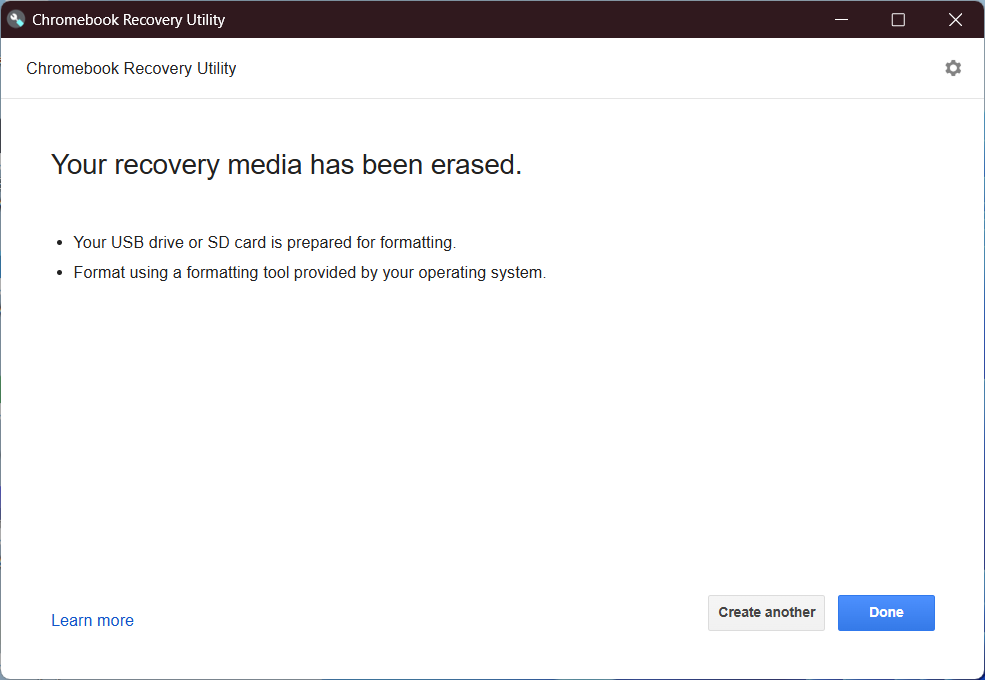 Chromebook Recovery Utility
Chromebook Recovery Utility
Your recovery media has been erased.
• Your USB drive or SD card is prepared for formatting.
• Format using a formatting tool provided by your operating system.
Learn more
Create another
Done